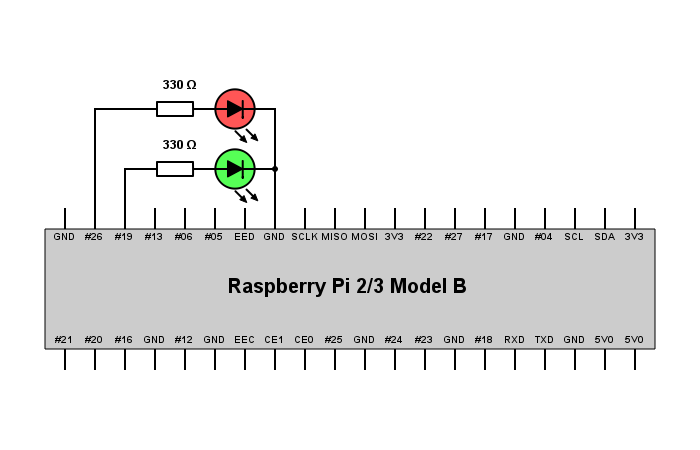 330 Ω
330 Ω
GND #26 #19 #13 #06 #05 EED GND SCLK MISO MOSI 3V3 #22 #27 #17 GND #04 SCL SDA 3V3
Raspberry Pi 2/3 Model B
#21 #20 #16 GND #12 GND EEC CE1 CE0 #25 GND #24 #23 GND #18 RXD TXD GND 5V0 5V0